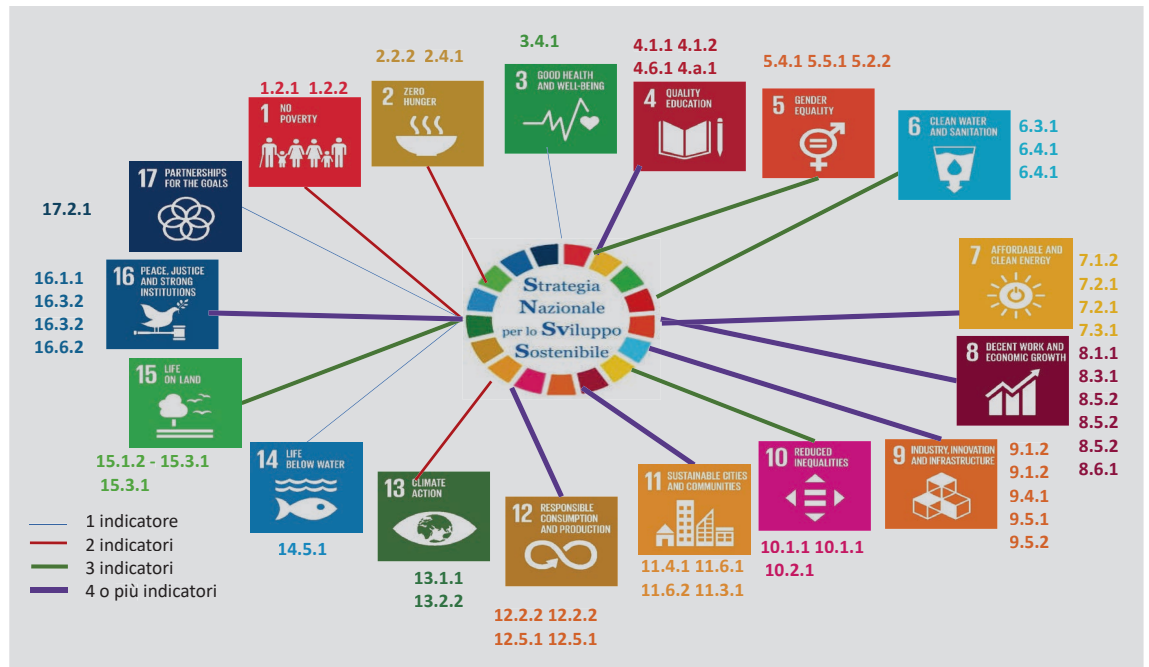 1.2.1 1.2.2
1 NO
POVERTY
2.2.2 2.4.1
2 ZERO
HUNGER
3.4.1
3 GOOD HEALTH
AND WELL-BEING
4.1.1 4.1.2
4.6.1 4.a.1
4 QUALITY
EDUCATION
5.4.1 5.5.1 5.2.2
5 GENDER
EQUALITY
6 CLEAN WATER
AND SANITATION
6.3.1
6.4.1
6.4.1
17 PARTNERSHIPS
FOR THE GOALS
17.2.1
16 PEACE, JUSTICE
AND STRONG
INSTITUTIONS
16.1.1
16.3.2
16.3.2
16.6.2
Strategia
Nazionale
per lo SViluppo
Sostenibile
7 AFFORDABLE AND
CLEAN ENERGY
7.1.2
7.2.1
7.2.1
7.3.1
8 DECENT WORK AND
ECONOMIC GROWTH
8.1.1
8.3.1
8.5.2
8.5.2
8.5.2
8.6.1
15 LIFE
ON LAND
15.1.2 - 15.3.1
15.3.1
14 LIFE
BELOW WATER
14.5.1
13 CLIMATE
ACTION
13.1.1
13.2.2
12 RESPONSIBLE
CONSUMPTION
AND PRODUCTION
12.2.2 12.2.2
12.5.1 12.5.1
11 SUSTAINABLE CITIES
AND COMMUNITIES
11.4.1 11.6.1
11.6.2 11.3.1
10 REDUCED
INEQUALITIES
10.1.1 10.1.1
10.2.1
9 INDUSTRY, INNOVATION
AND INFRASTRUCTURE
9.1.2
9.1.2
9.4.1
9.5.1
9.5.2
1 indicatore
2 indicatori
3 indicatori
4 o più indicatori